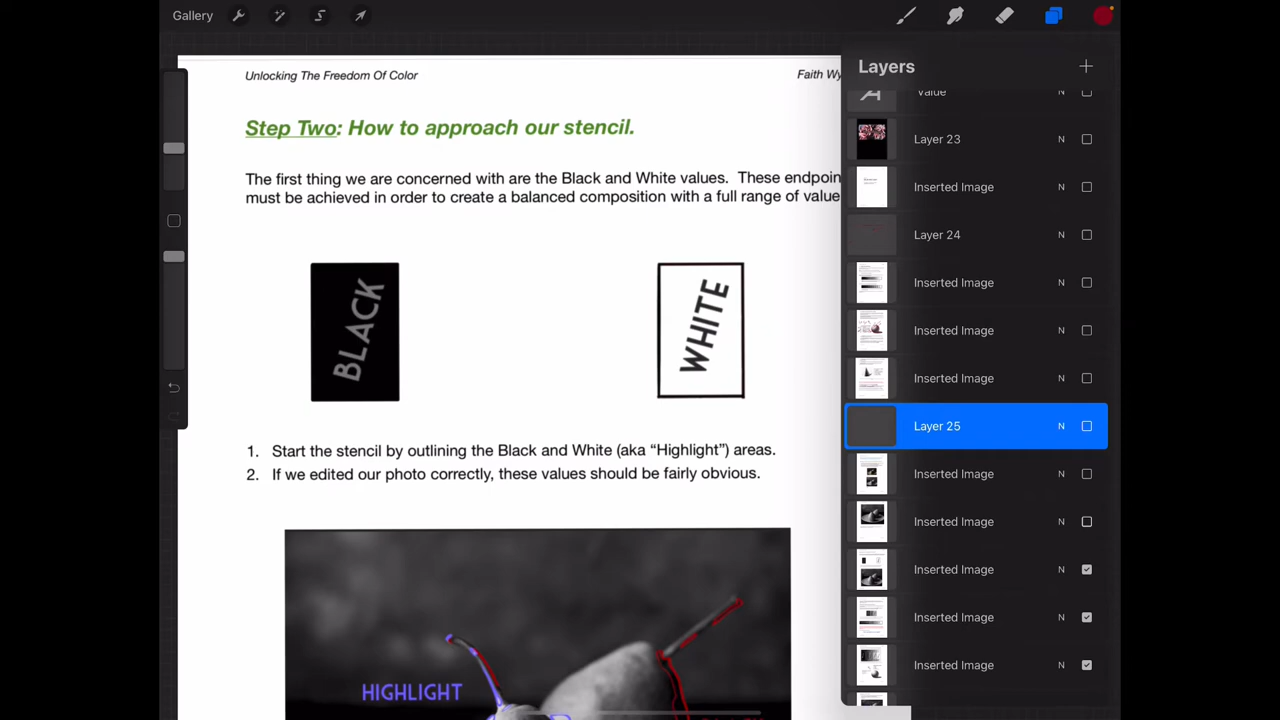 Gallery
Unlocking The Freedom Of Color
Faith Wy
Step Two: How to approach our stencil.
The first thing we are concerned with are the Black and White values. These endpoin
must be achieved in order to create a balanced composition with a full range of value
BLACK
WHITE
1. Start the stencil by outlining the Black and White (aka “Highlight”) areas.
2. If we edited our photo correctly, these values should be fairly obvious.
HIGHLIGHT
Layers
Value N
Layer 23 N
Inserted Image N
Layer 24 N
Inserted Image N
Inserted Image N
Inserted Image N
Layer 25 N
Inserted Image N
Inserted Image N
Inserted Image N
Inserted Image N
Inserted Image N